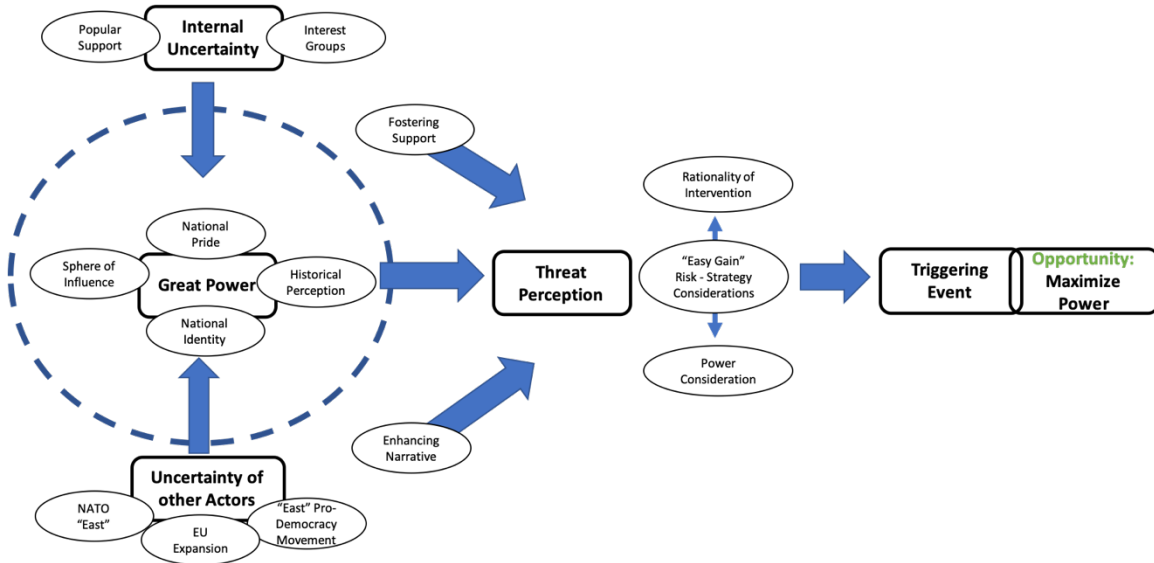 Popular
Support
Internal
Uncertainty
Interest
Groups
Fostering
Support
Rationality of
Intervention
National
Pride
Sphere of
Influence
Great Power
Historical
Perception
National
Identity
Threat
Perception
“Easy Gain”
Risk - Strategy
Considerations
Triggering
Event
Opportunity:
Maximize
Power
Power
Consideration
Enhancing
Narrative
Uncertainty of
other Actors
NATO
“East”
EU
Expansion
“East” Pro-
Democracy
Movement